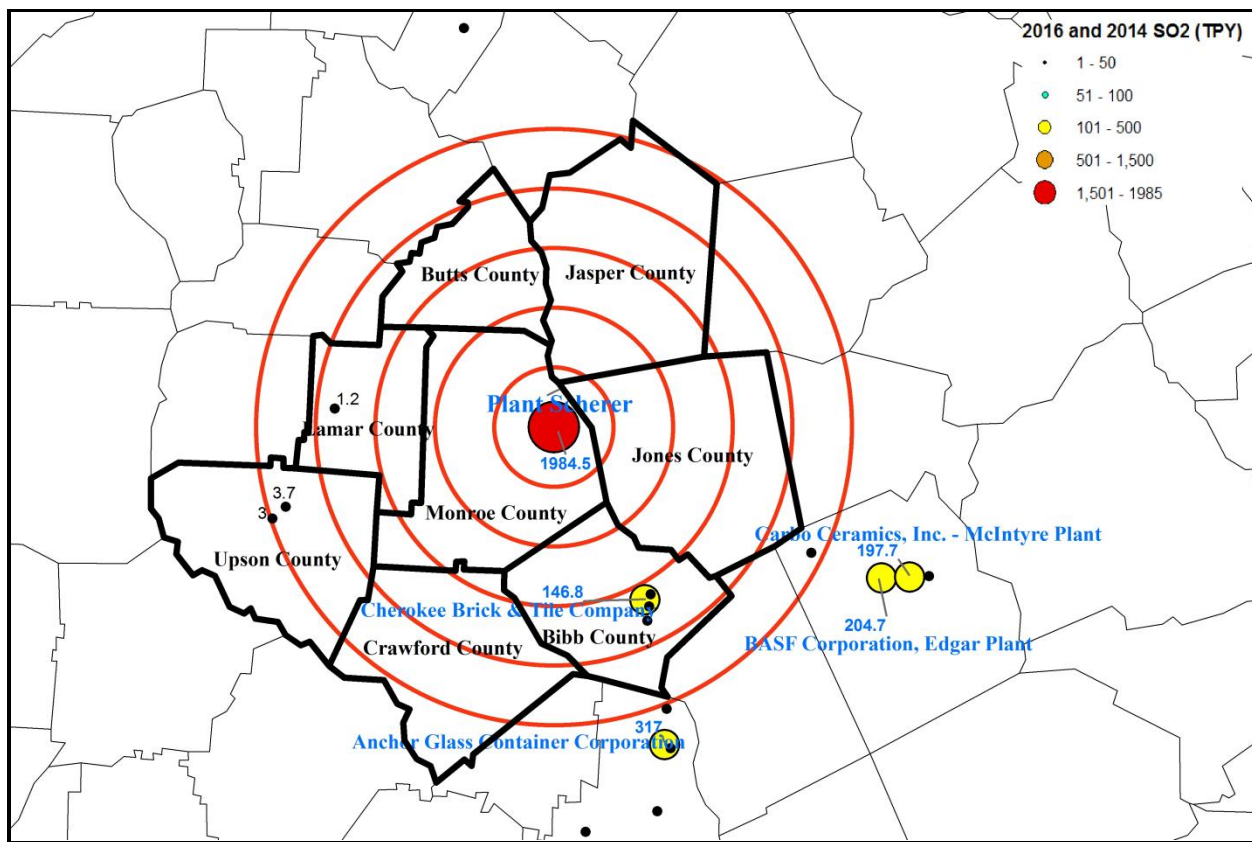 2016 and 2014 SO2 (TPY)
1 - 50
51 - 100
101 - 500
501 - 1,500
1,501 - 1985
Butts County
Jasper County
Plant Scherer
1.2
Lamar County
Jones County
1984.5
3.7
3
Monroe County
Upson County
Carbo Ceramics, Inc. - McIntyre Plant
197.7
146.8
Cherokee Brick & Tile Company
204.7
Bibb County
BASF Corporation, Edgar Plant
Crawford County
317
Anchor Glass Container Corporation